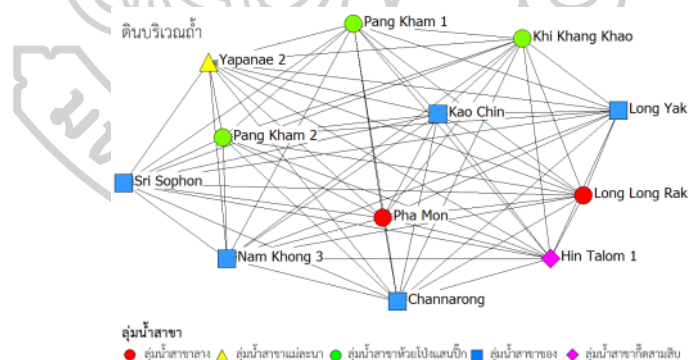 ดินบริเวณถ้ำ
Pang Kham 1
Khi Khang Khao
Yapanae 2
Kao Chin
Long Yak
Pang Kham 2
Sri Sophon
Long Long Rak
Pha Mon
Nam Khong 3
Hin Talom 1
Channarong
ลุ่มน้ำสาขา
ลุ่มน้ำสาขาลาง ลุ่มน้ำสาขาแม่ละนา ลุ่มน้ำสาขาห้วยโป่งแสนปิ๊ก ลุ่มน้ำสาขาของ ลุ่มน้ำสาขากึ๊ดสามสิบ